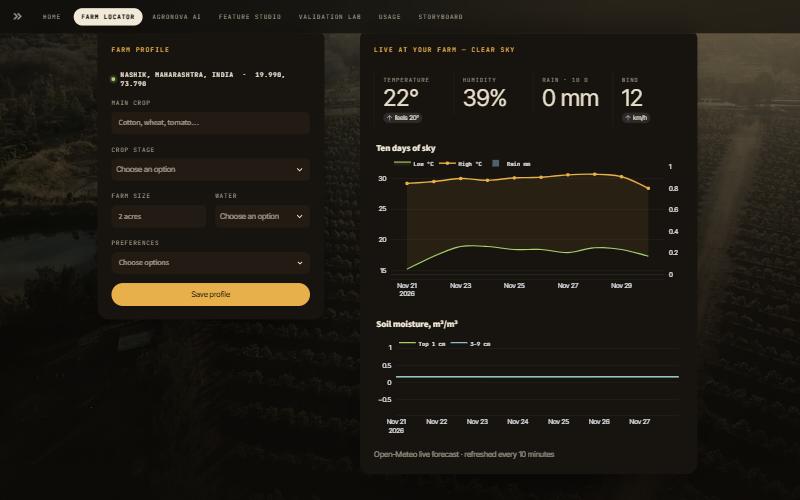 HOME FARM LOCATOR AGRONOVA AI FEATURE STUDIO VALIDATION LAB USAGE STORYBOARD
FARM PROFILE
NASHIK, MAHARASHTRA, INDIA · 19.990,
73.790
MAIN CROP
Cotton, wheat, tomato…
CROP STAGE
Choose an option
FARM SIZE WATER
2 acres Choose an option
PREFERENCES
Choose options
Save profile
LIVE AT YOUR FARM — CLEAR SKY
TEMPERATURE HUMIDITY RAIN · 10 D WIND
22° 39% 0 mm 12
↑ feels 20° ↑ km/h
Ten days of sky
Low °C High °C Rain mm
30
25
20
15
1
0.8
0.6
0.4
0.2
0
Nov 21 Nov 23 Nov 25 Nov 27 Nov 29
2026
Soil moisture, m³/m³
Top 1 cm 3–9 cm
1
0.5
0
−0.5
Nov 21 Nov 22 Nov 23 Nov 24 Nov 25 Nov 26 Nov 27
2026
Open-Meteo live forecast · refreshed every 10 minutes